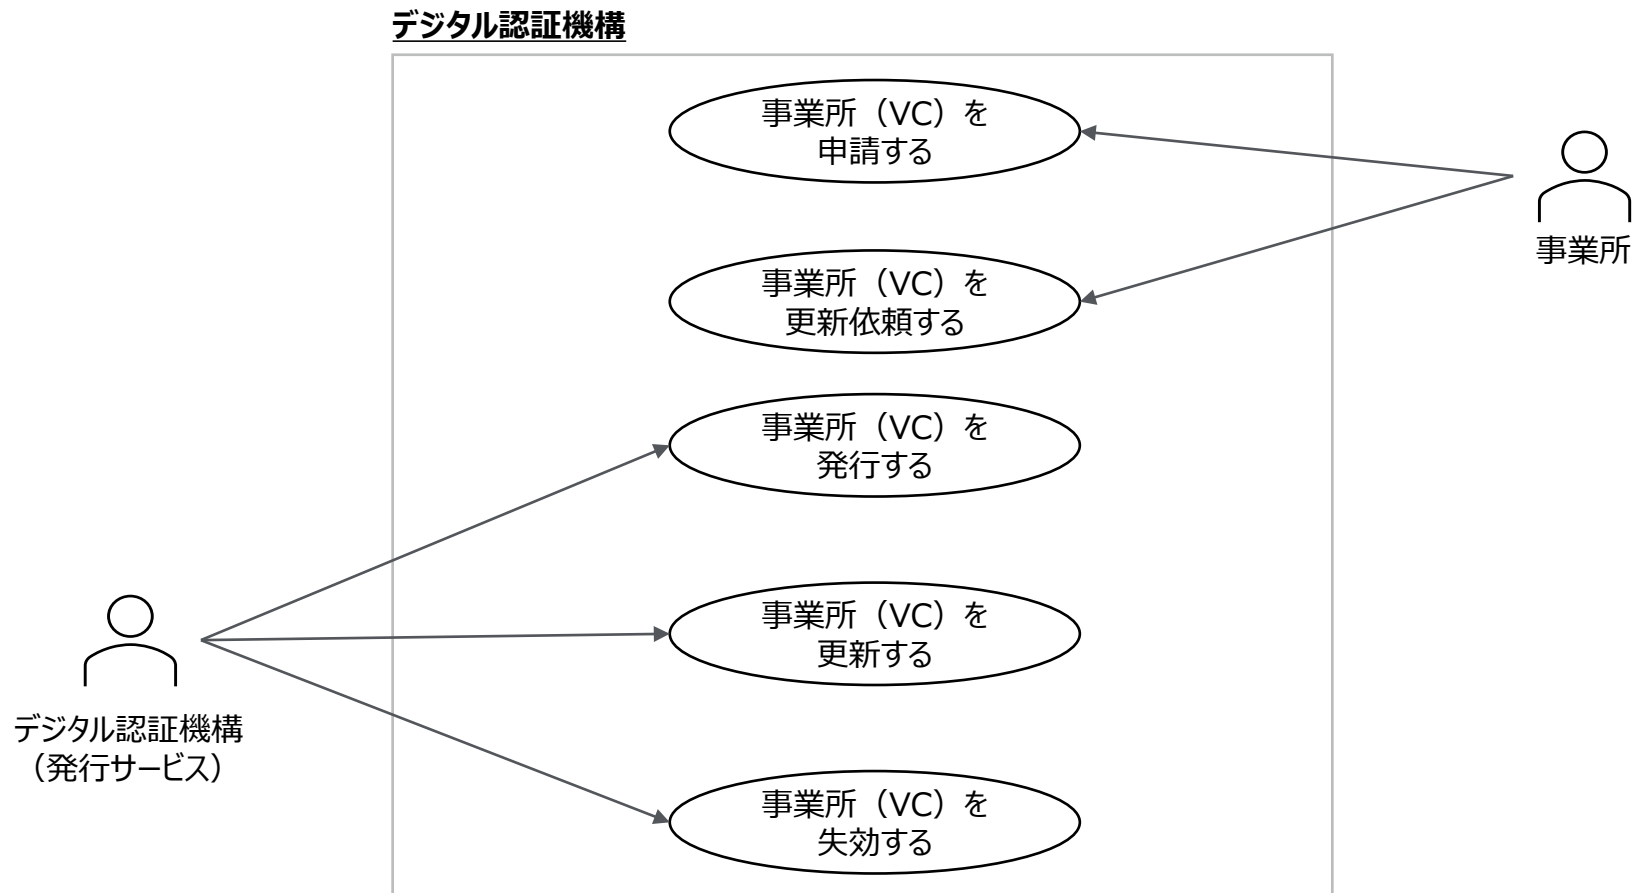 デジタル認証機構
事業所（VC）を
申請する
事業所
事業所（VC）を
更新依頼する
事業所（VC）を
発行する
事業所（VC）を
更新する
デジタル認証機構
（発行サービス）
事業所（VC）を
失効する